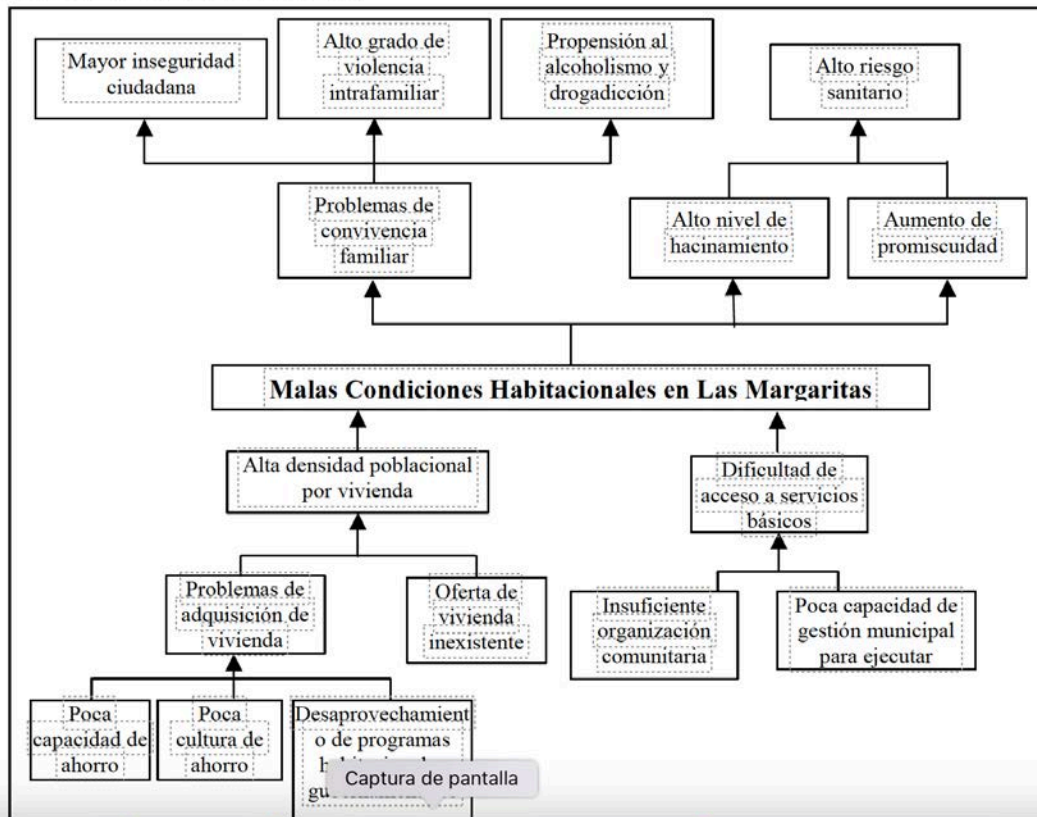 Mayor inseguridad
ciudadana
Alto grado de
violencia
intrafamiliar
Propensión al
alcoholismo y
drogadicción
Alto riesgo
sanitario
Problemas de
convivencia
familiar
Alto nivel de
hacinamiento
Aumento de
promiscuidad
Malas Condiciones Habitacionales en Las Margaritas
Alta densidad poblacional
por vivienda
Dificultad de
acceso a servicios
básicos
Problemas de
adquisición de
vivienda
Oferta de
vivienda
inexistente
Insuficiente
organización
comunitaria
Poca capacidad de
gestión municipal
para ejecutar
Poca
capacidad de
ahorro
Poca
cultura de
ahorro
Desaprovechamient
o de programas
Captura de pantalla